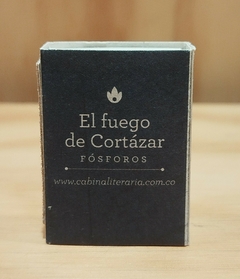 El fuego
de Cortázar
FÓSFOROS
www.cabinaliteraria.com.co